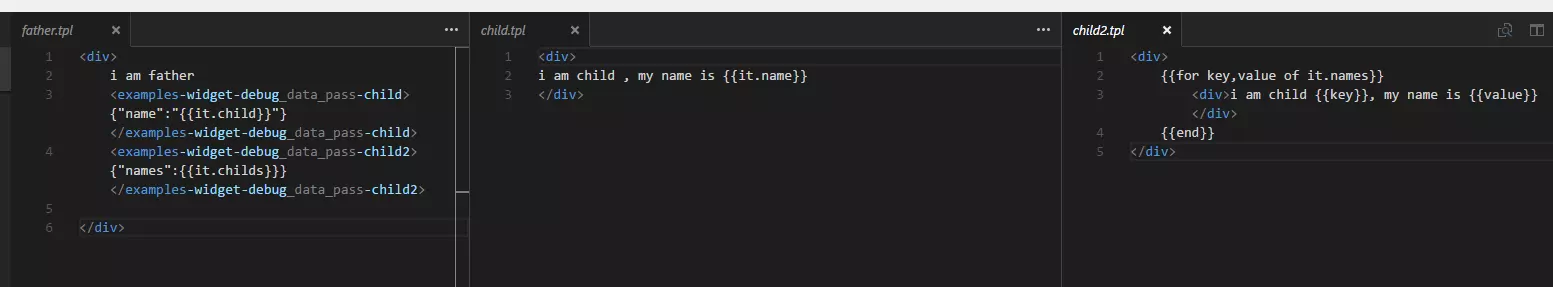 father.tpl
1 <div>
2 i am father
3 <examples-widget-debug_data_pass-child>
{"name":"{{it.child}}"}
</examples-widget-debug_data_pass-child>
4 <examples-widget-debug_data_pass-child2>
{"names":{{it.childs}}}
</examples-widget-debug_data_pass-child2>
5
6 </div>
child.tpl
1 <div>
2 i am child , my name is {{it.name}}
3 </div>
child2.tpl
1 <div>
2 {{for key,value of it.names}}
3 <div>i am child {{key}}, my name is {{value}}
</div>
4 {{end}}
5 </div>